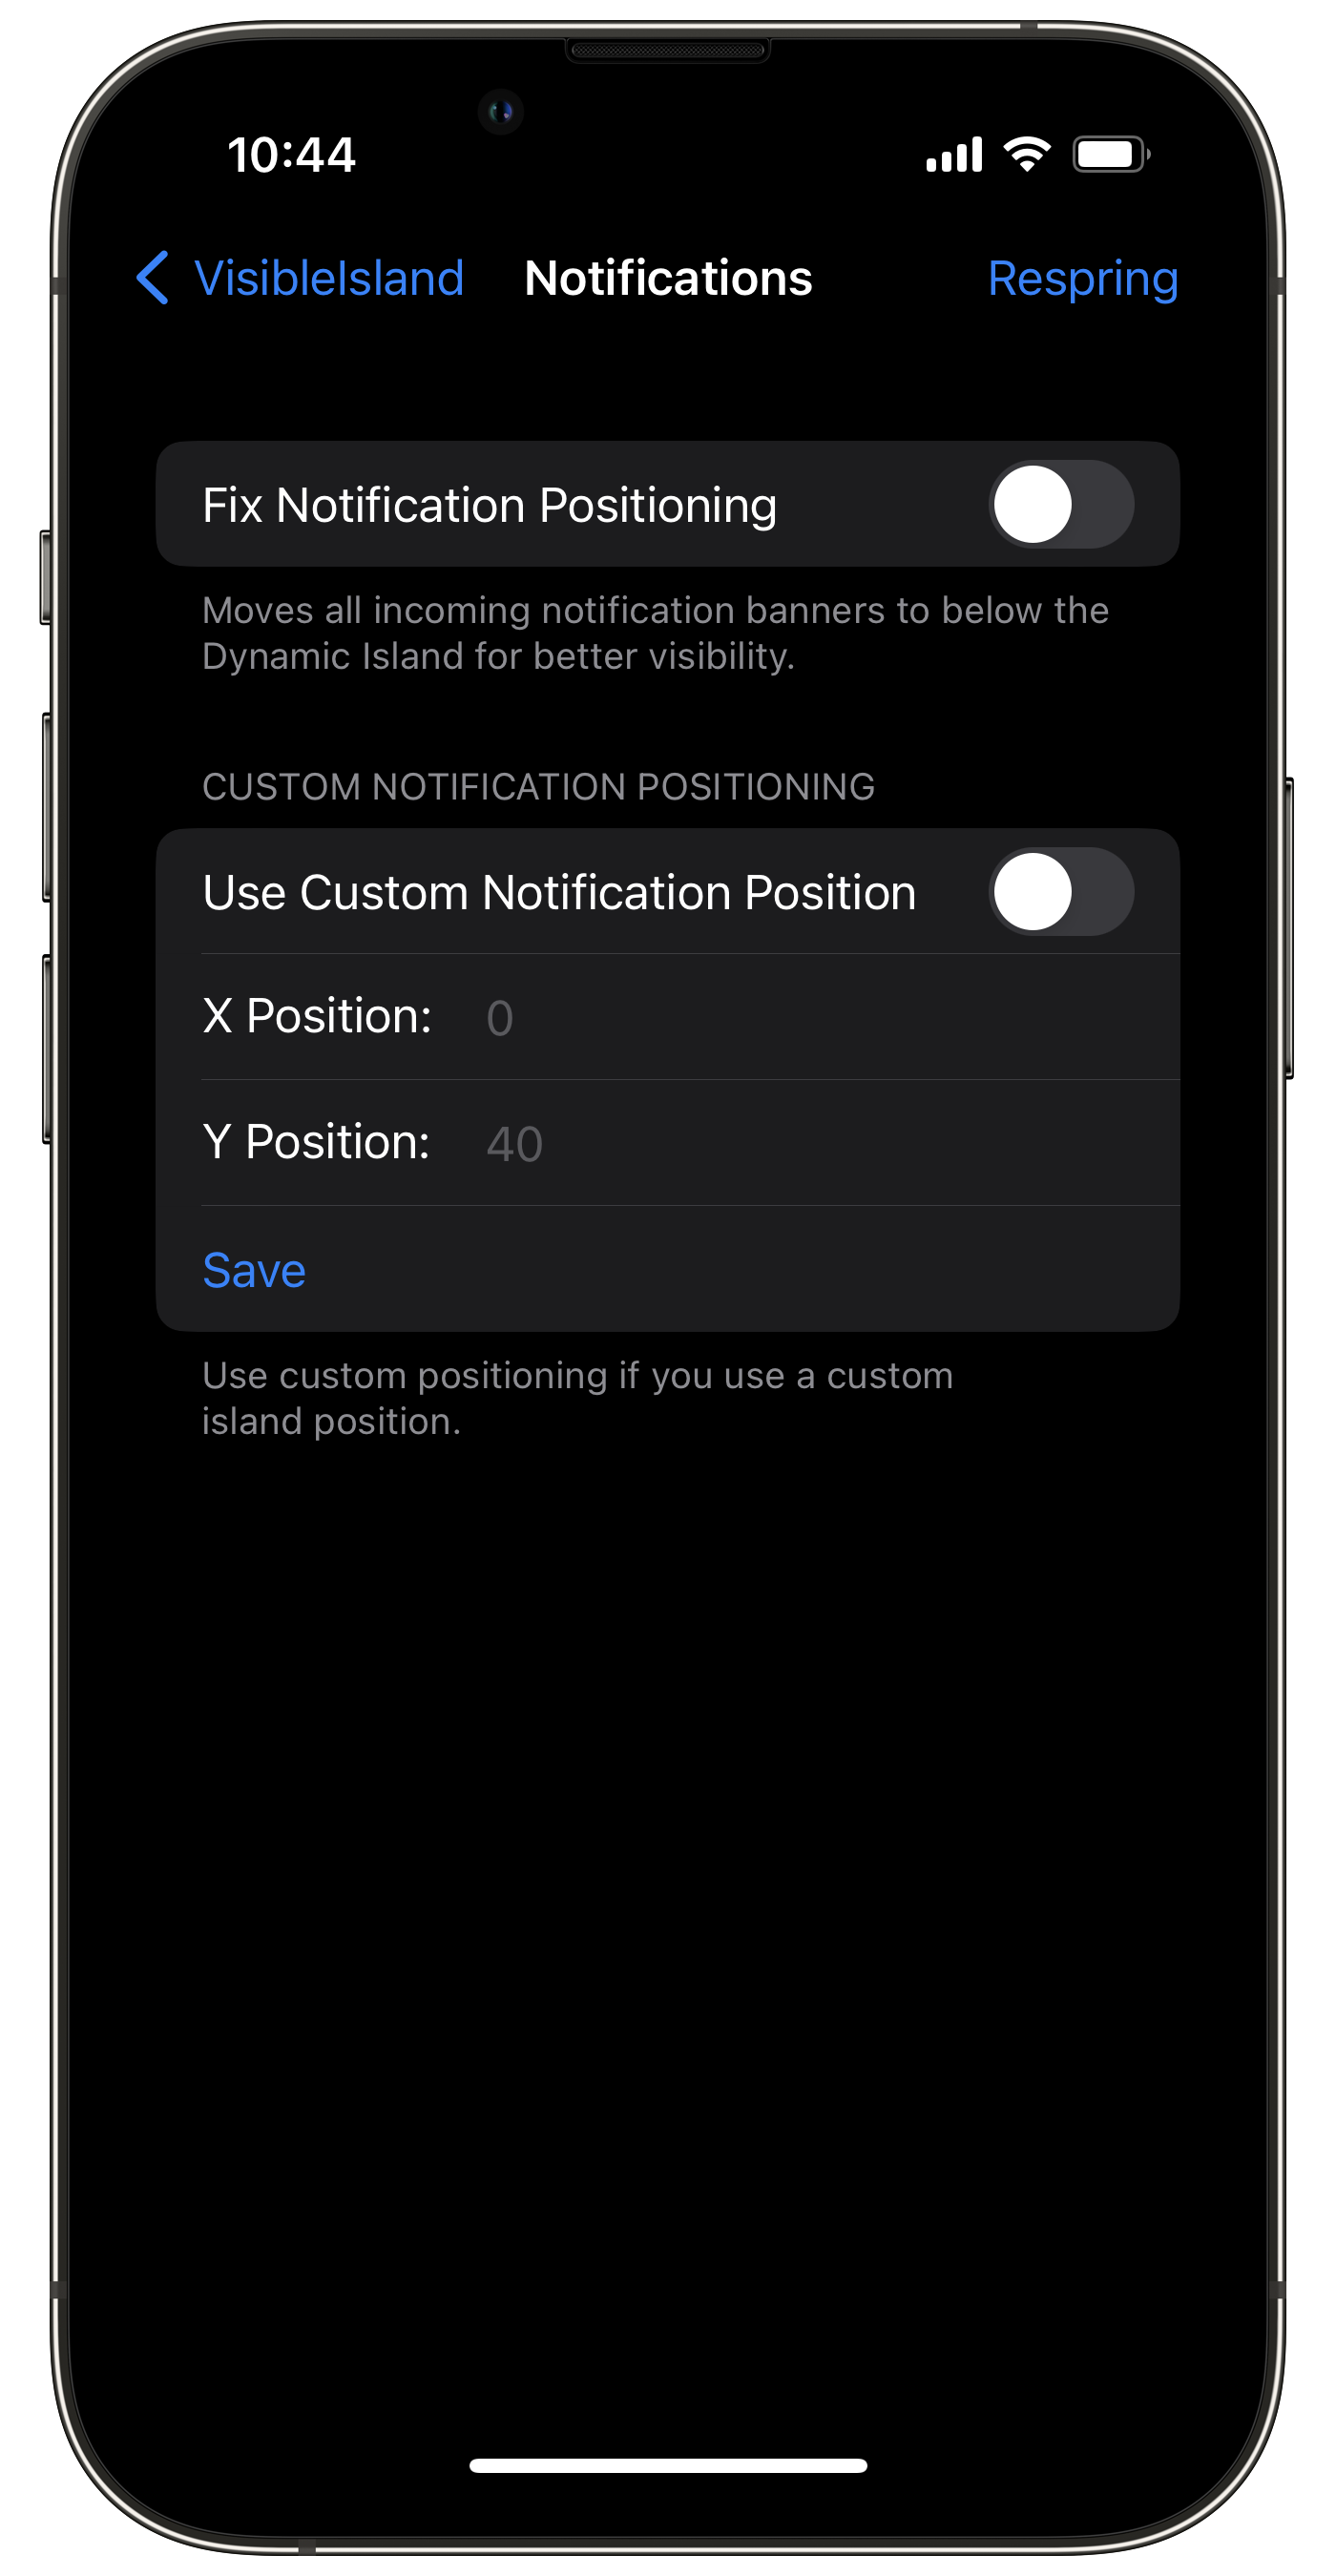 10:44
VisibleIsland Notifications Respring
Fix Notification Positioning
Moves all incoming notification banners to below the
Dynamic Island for better visibility.
CUSTOM NOTIFICATION POSITIONING
Use Custom Notification Position
X Position: 0
Y Position: 40
Save
Use custom positioning if you use a custom
island position.